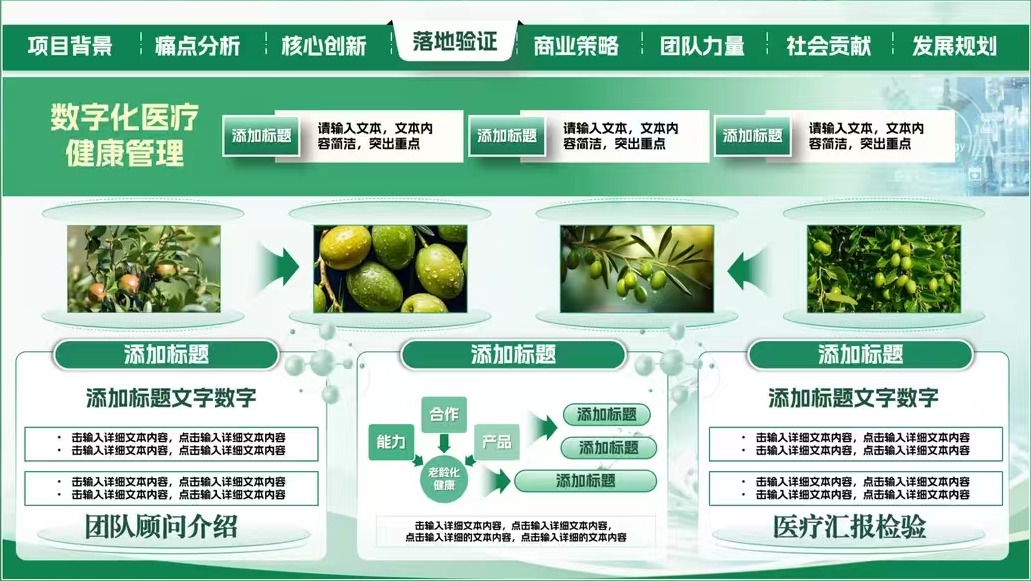 项目背景
痛点分析
核心创新
落地验证
商业策略
团队力量
社会贡献
发展规划
数字化医疗
健康管理
添加标题
请输入文本，文本内
容简洁，突出重点
添加标题
请输入文本，文本内
容简洁，突出重点
添加标题
请输入文本，文本内
容简洁，突出重点
添加标题
添加标题文字数字
• 击输入详细文本内容，点击输入详细文本内容
• 击输入详细文本内容，点击输入详细文本内容
• 击输入详细文本内容，点击输入详细文本内容
• 击输入详细文本内容，点击输入详细文本内容
团队顾问介绍
添加标题
合作
能力
产品
老龄化
健康
添加标题
添加标题
添加标题
击输入详细文本内容，点击输入详细文本内容，
点击输入详细的文本内容，点击输入详细的文本内容
添加标题
添加标题文字数字
• 击输入详细文本内容，点击输入详细文本内容
• 击输入详细文本内容，点击输入详细文本内容
• 击输入详细文本内容，点击输入详细文本内容
• 击输入详细文本内容，点击输入详细文本内容
医疗汇报检验